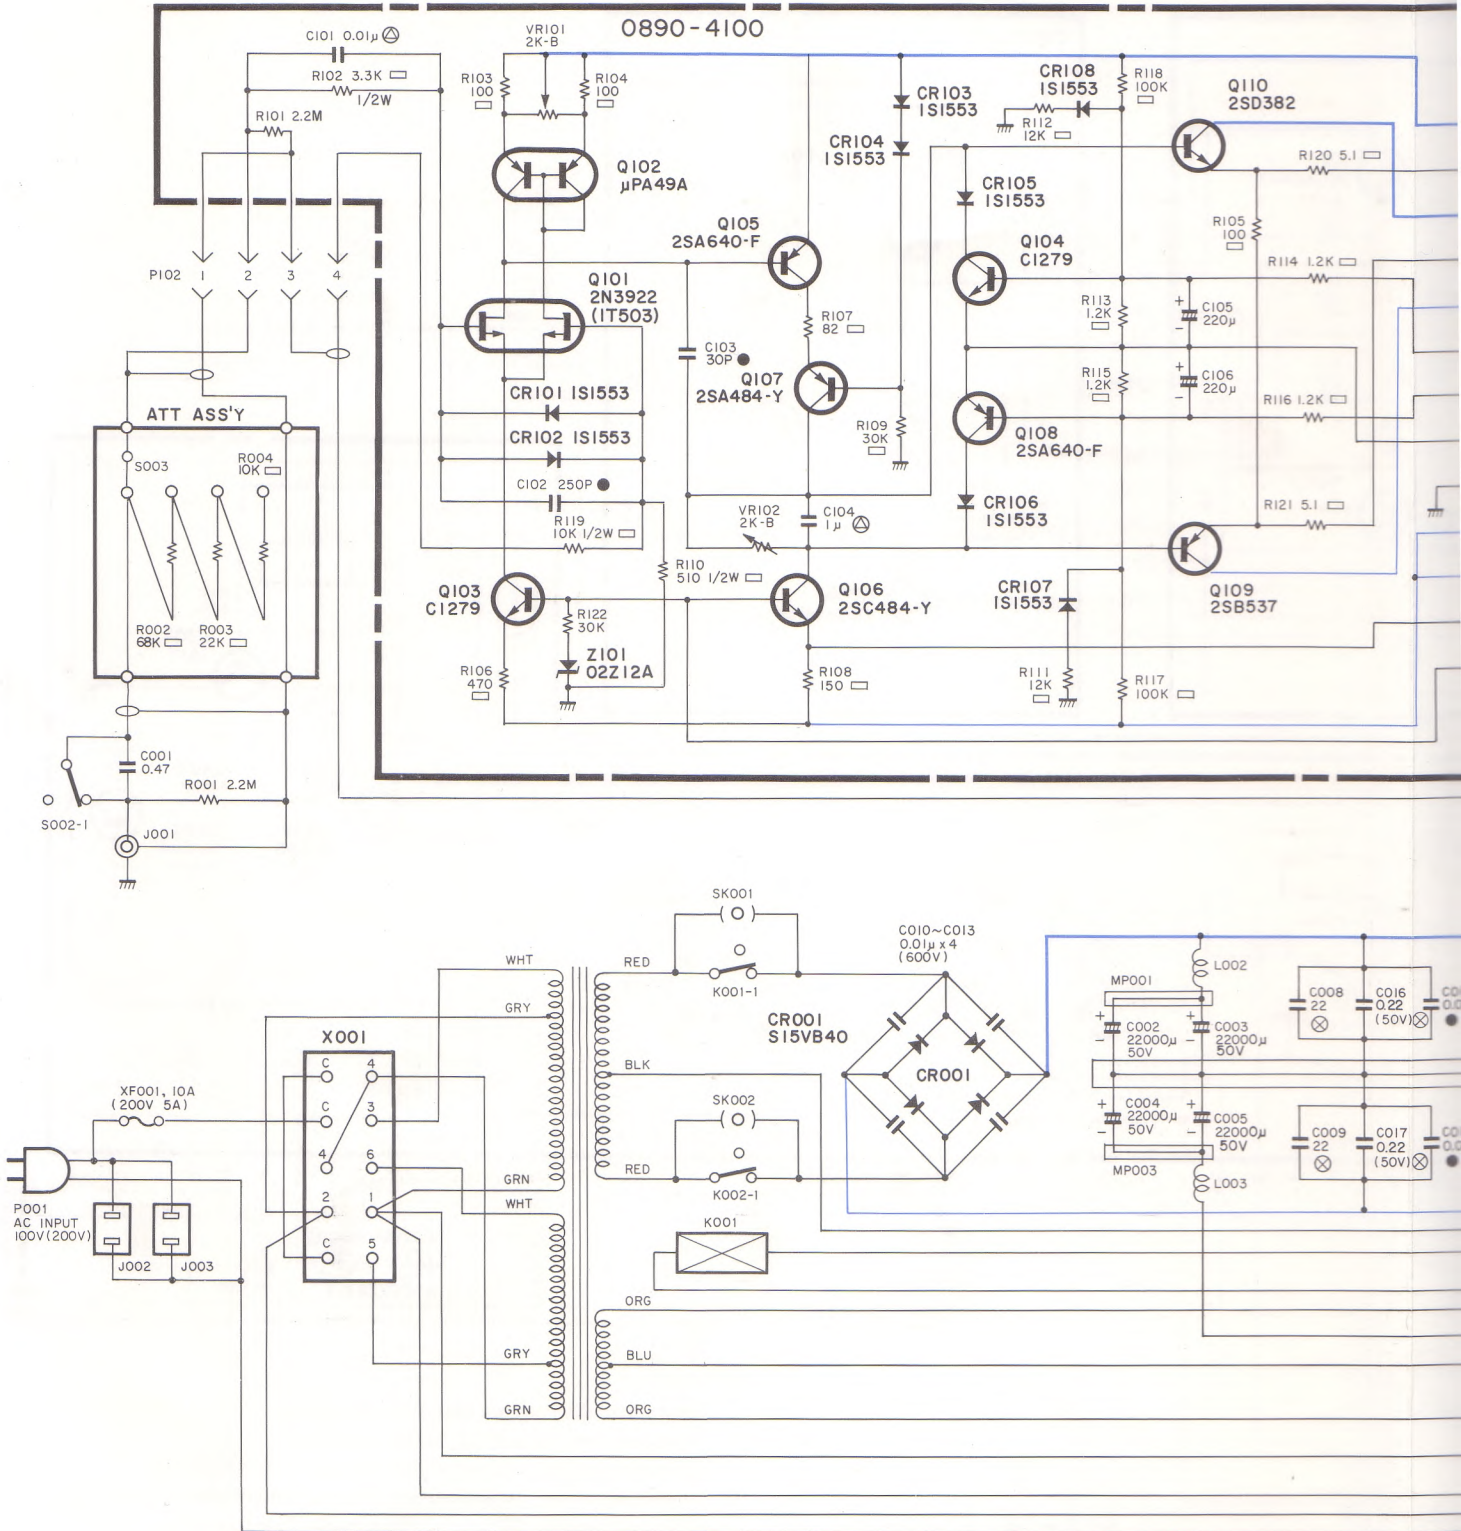 0890-4100
C101 0.01μ
R102 3.3K
1/2W
R101 2.2M
VR101
2K-B
R103
100
R104
100
Q102
μPA49A
CR103
1S1553
CR104
1S1553
CR108
1S1553
R112
12K
R118
100K
Q110
2SD382
R120 5.1
CR105
1S1553
R105
100
Q105
2SA640-F
Q104
C1279
R114 1.2K
P102 1 2 3 4
Q101
2N3922
(IT503)
R107
82
R113
1.2K
C105
220μ
+
-
C103
30P
Q107
2SA484-Y
R115
1.2K
C106
220μ
+
-
CR101 1S1553
R116 1.2K
ATT ASS'Y
CR102 1S1553
R109
30K
Q108
2SA640-F
S003
R004
10K
C102 250P
VR102
2K-B
C104
1μ
CR106
1S1553
R121 5.1
R119
10K 1/2W
R110
510 1/2W
Q103
C1279
Q106
2SC484-Y
CR107
1S1553
Q109
2SB537
R122
30K
R002
68K
R003
22K
Z101
02Z12A
R106
470
R108
150
R111
12K
R117
100K
C001
0.47
R001 2.2M
S002-1
J001
SK001
C010~C013
0.01μx4
(600V)
WHT
RED
K001-1
L002
MP001
GRY
CR001
S15VB40
C008
22
C016
0.22
(50V)
+
-
C002
22000μ
50V
+
-
C003
22000μ
50V
X001
BLK
CR001
C 4
XF001, 10A
(200V 5A)
SK002
C 3
+
-
C004
22000μ
50V
+
-
C005
22000μ
50V
C009
22
C017
0.22
(50V)
4 6
RED
MP003
GRN
K002-1
L003
WHT
2 1
P001
AC INPUT
100V(200V)
K001
C 5
J002 J003
ORG
GRY
BLU
GRN
ORG